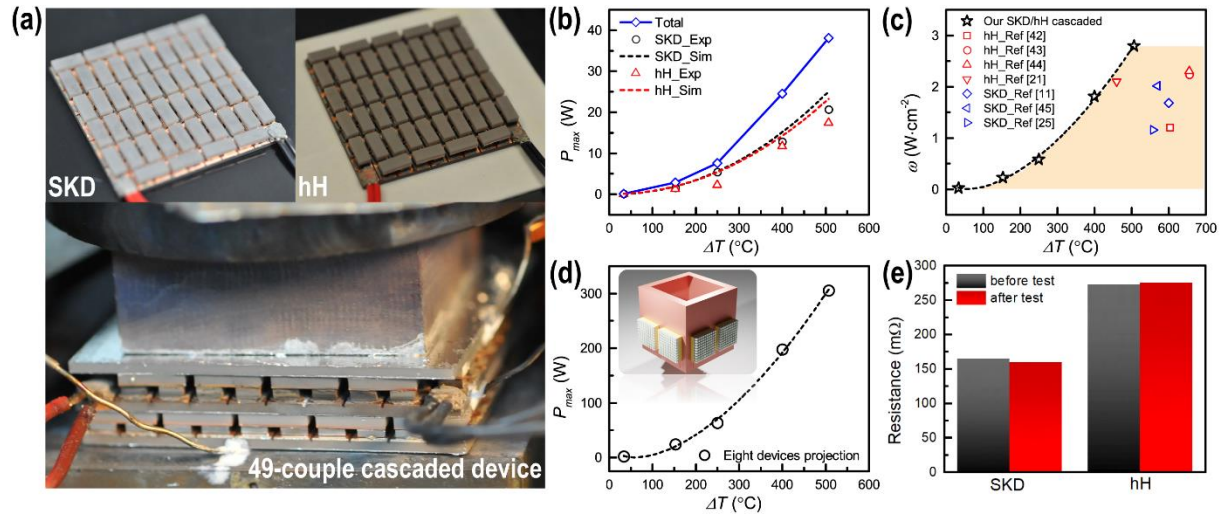 (a)
SKD
hH
49-couple cascaded device
(b)
Total
SKD_Exp
SKD_Sim
hH_Exp
hH_Sim
40
30
20
10
0
Pmax (W)
0 100 200 300 400 500 600
ΔT (°C)
(c)
Our SKD/hH cascaded
hH_Ref [42]
hH_Ref [43]
hH_Ref [44]
hH_Ref [21]
SKD_Ref [11]
SKD_Ref [45]
SKD_Ref [25]
3
2
1
0
ω (W·cm⁻²)
0 100 200 300 400 500 600 700
ΔT (°C)
(d)
300
200
100
0
Pmax (W)
Eight devices projection
0 100 200 300 400 500 600
ΔT (°C)
(e)
before test
after test
300
250
200
150
100
50
0
Resistance (mΩ)
SKD hH